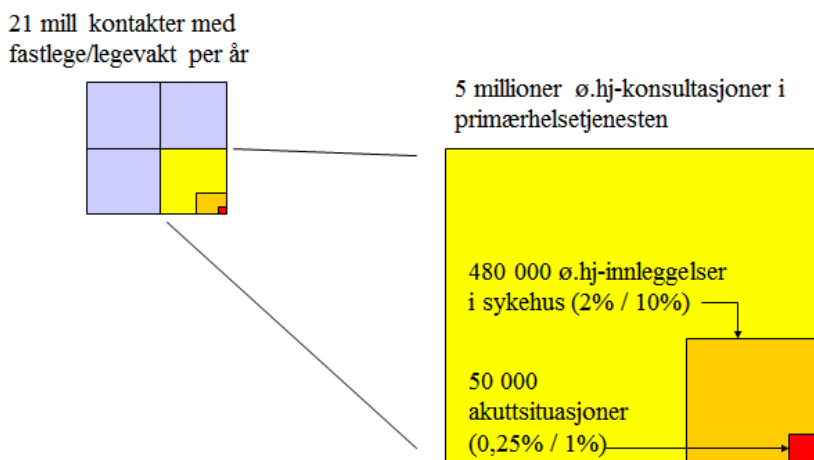 21 mill kontakter med
fastlege/legevakt per år
5 millioner ø.hj-konsultasjoner i
primærhelsetjenesten
480 000 ø.hj-innleggelser
i sykehus (2% / 10%)
50 000
akuttsituasjoner
(0,25% / 1%)